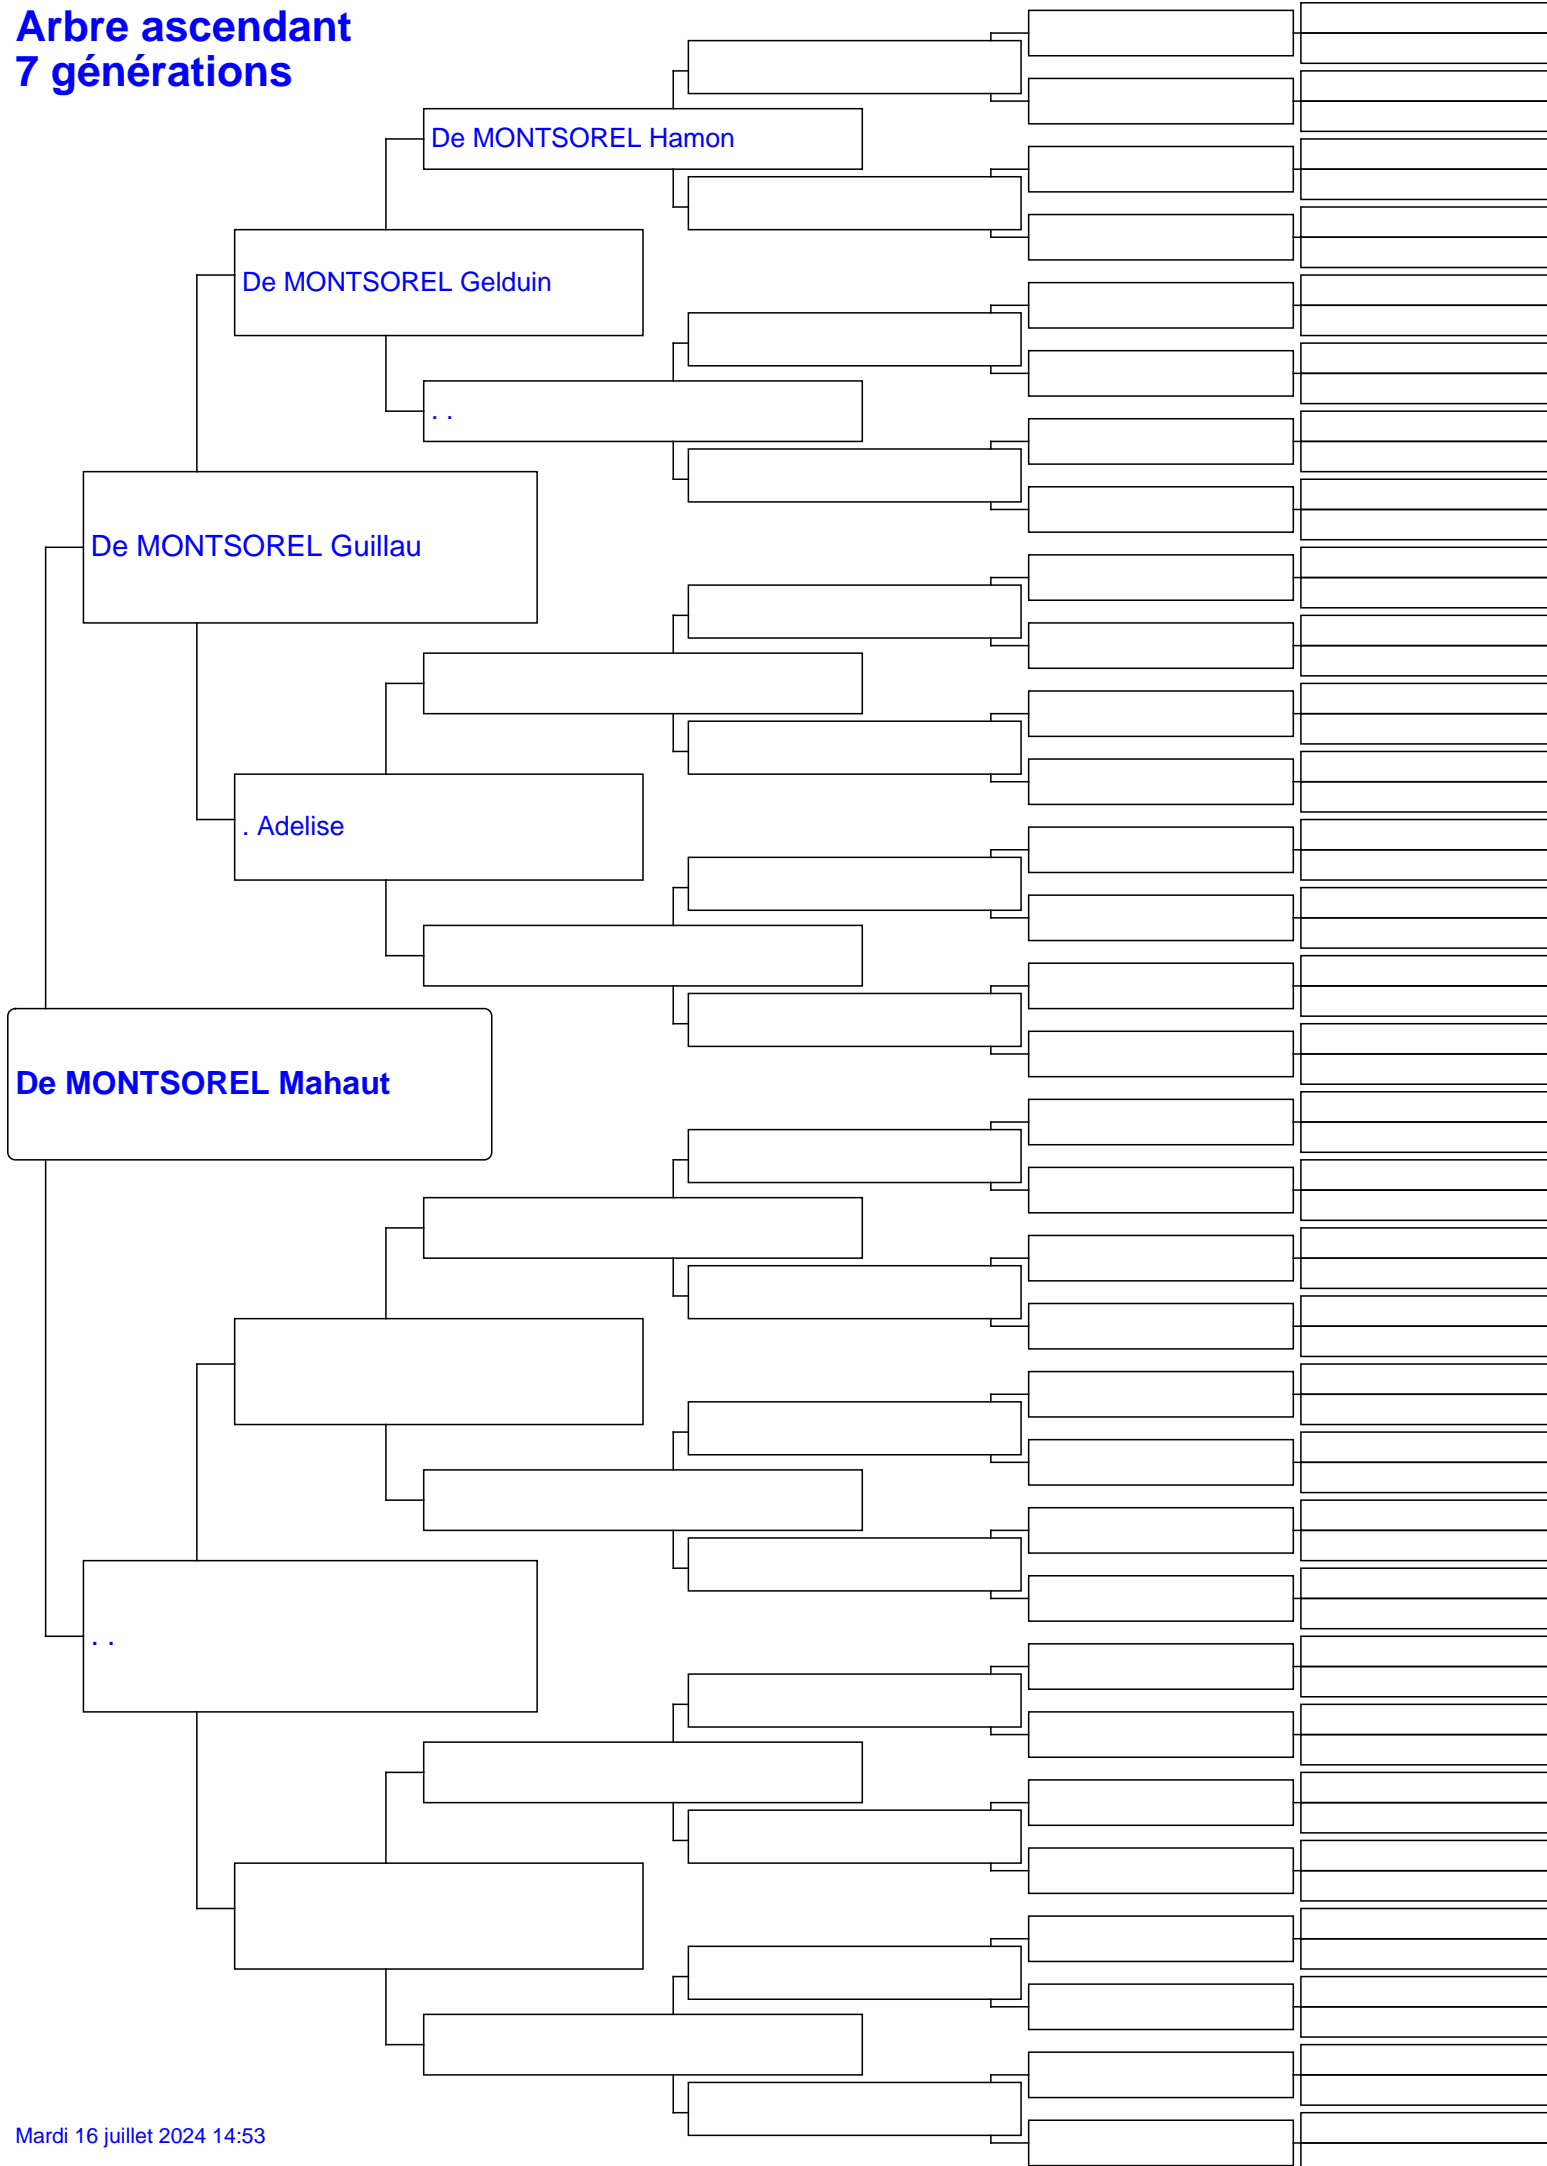 Arbre ascendant
7 générations
De MONTSOREL Hamon
De MONTSOREL Gelduin
. .
De MONTSOREL Guillau
. Adelise
De MONTSOREL Mahaut
. .
Mardi 16 juillet 2024 14:53